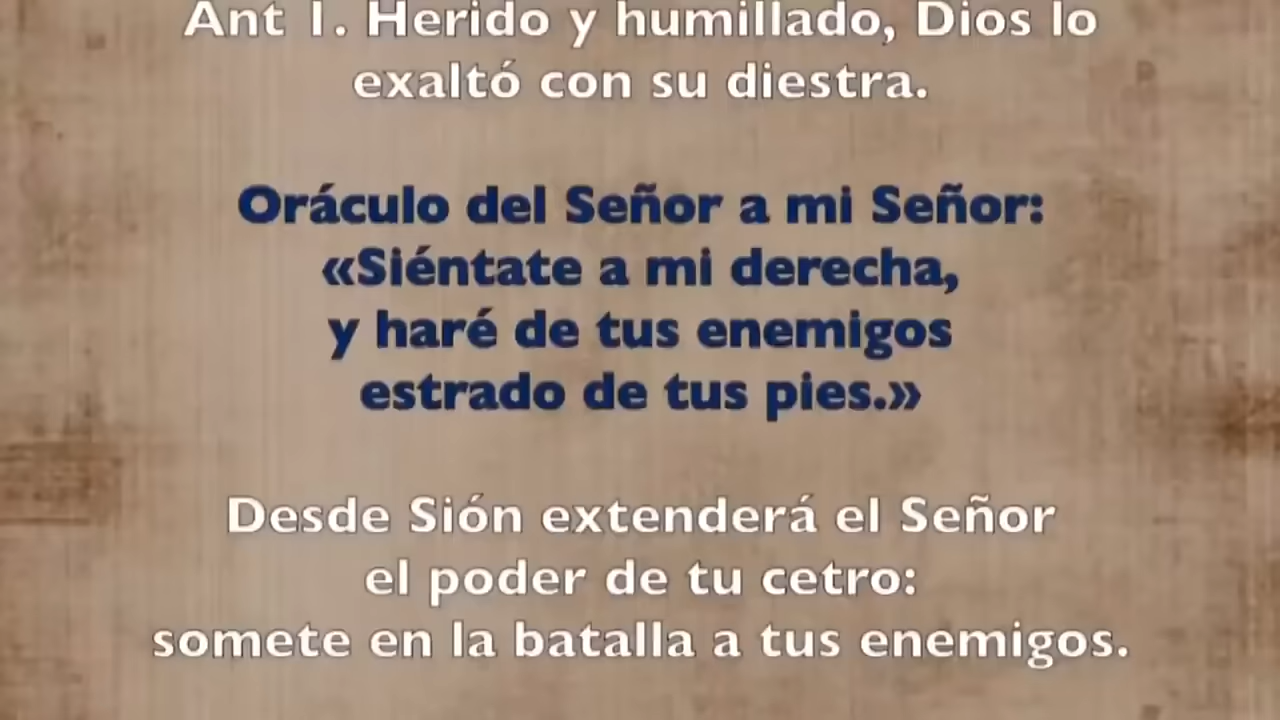 Ant 1. Herido y humillado, Dios lo
exaltó con su diestra.
Oráculo del Señor a mi Señor:
«Siéntate a mi derecha,
y haré de tus enemigos
estrado de tus pies.»
Desde Sión extenderá el Señor
el poder de tu cetro:
somete en la batalla a tus enemigos.